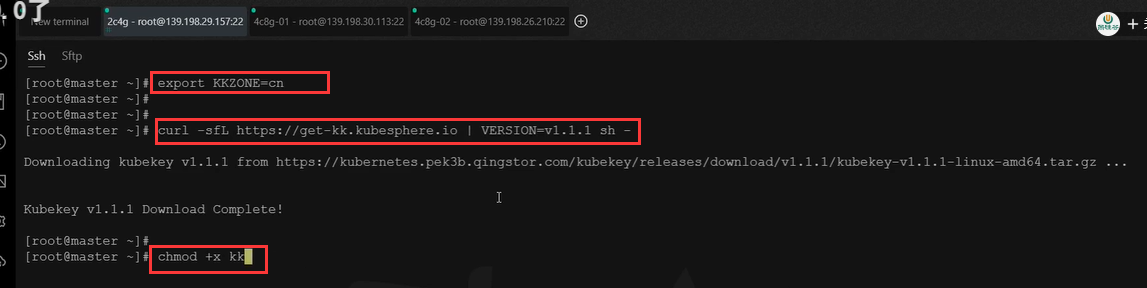 .07
New terminal 2c4g - root@139.198.29.157:22 4c8g-01 - root@139.198.30.113:22 4c8g-02 - root@139.198.26.210:22
Ssh Sftp
[root@master ~]# export KKZONE=cn
[root@master ~]#
[root@master ~]#
[root@master ~]# curl -sfL https://get-kk.kubesphere.io | VERSION=v1.1.1 sh -
Downloading kubekey v1.1.1 from https://kubernetes.pek3b.qingstor.com/kubekey/releases/download/v1.1.1/kubekey-v1.1.1-linux-amd64.tar.gz ...
Kubekey v1.1.1 Download Complete!
[root@master ~]#
[root@master ~]# chmod +x kk